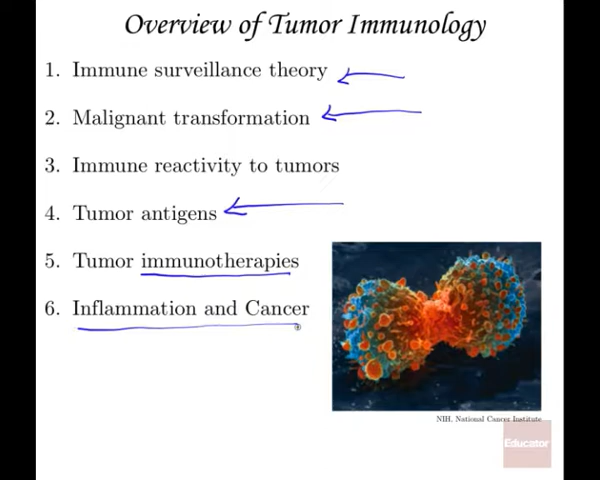 Overview of Tumor Immunology
1. Immune surveillance theory
2. Malignant transformation
3. Immune reactivity to tumors
4. Tumor antigens
5. Tumor immunotherapies
6. Inflammation and Cancer
NIH, National Cancer Institute
Educator